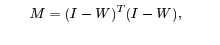 M = (I − W)^T(I − W),